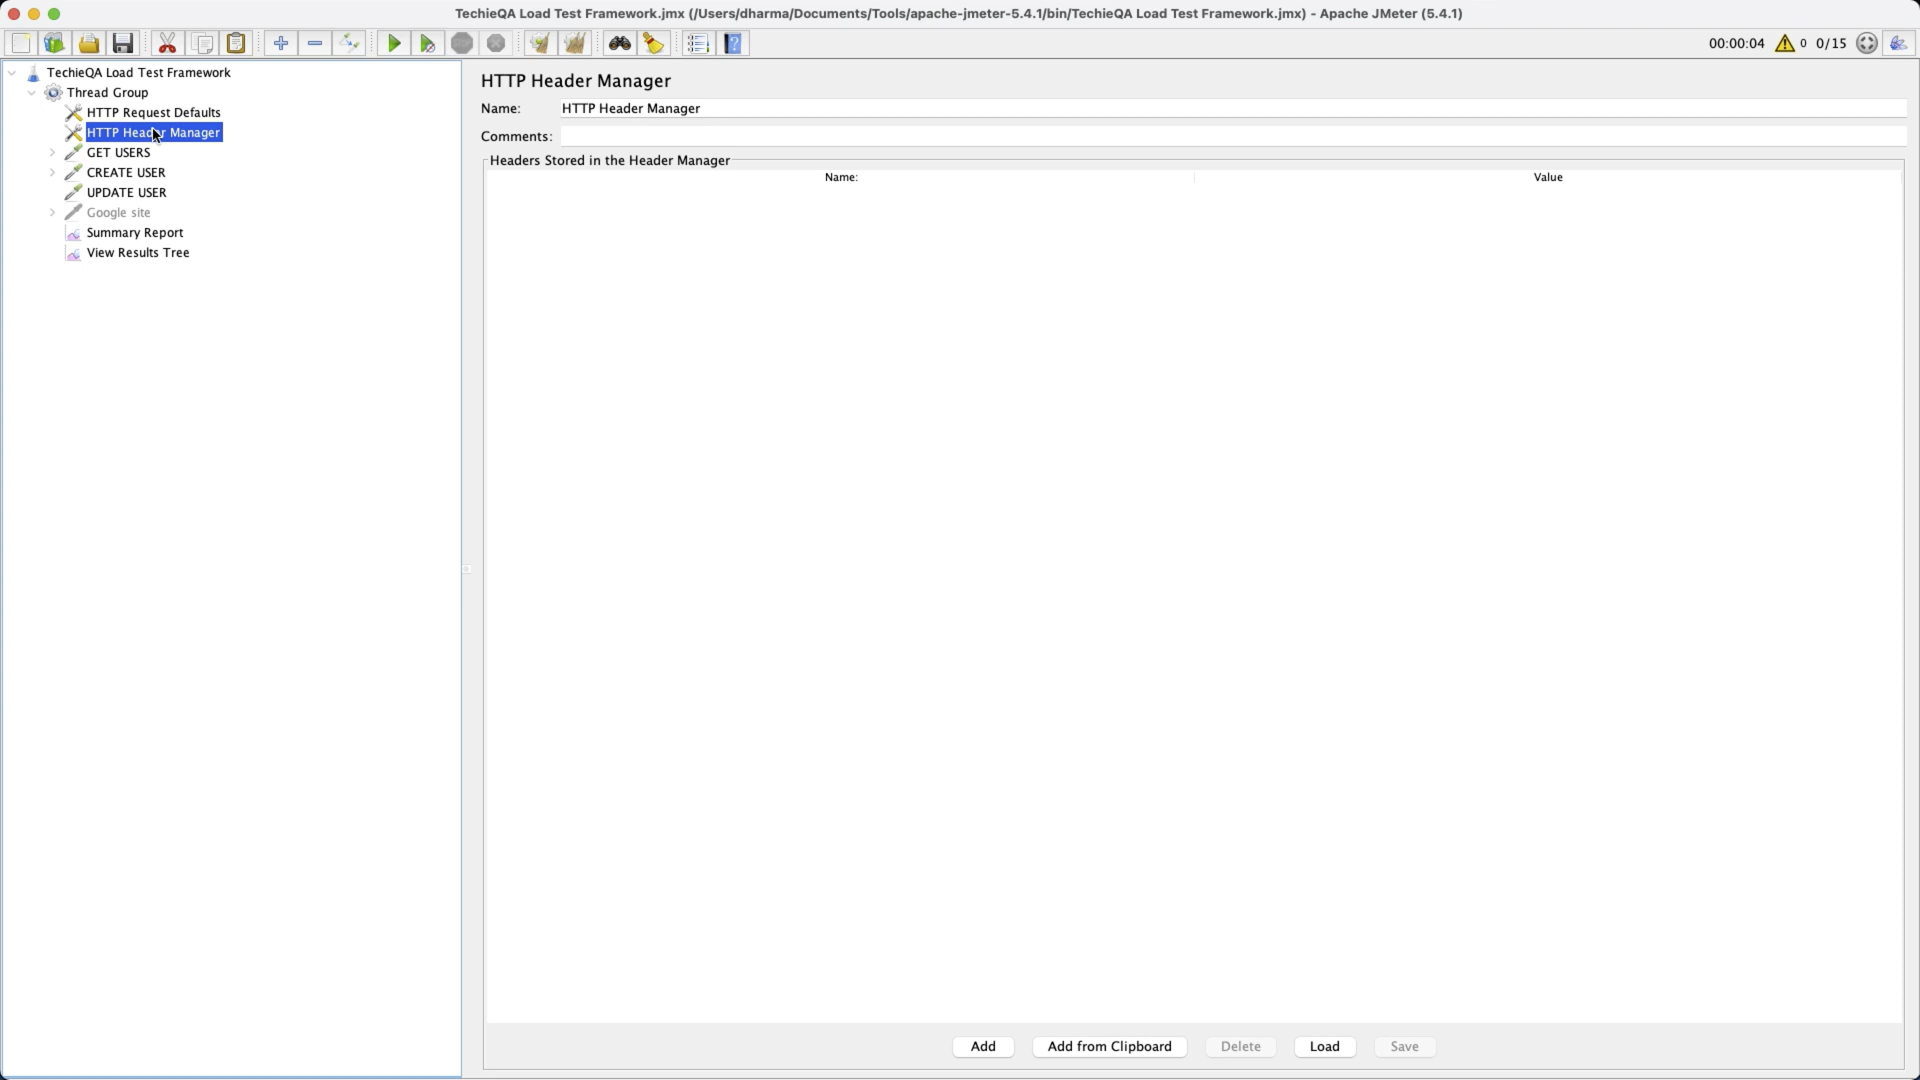 TechieQA Load Test Framework.jmx (/Users/dharma/Documents/Tools/apache-jmeter-5.4.1/bin/TechieQA Load Test Framework.jmx) - Apache JMeter (5.4.1)
00:00:04 0 0/15
TechieQA Load Test Framework
Thread Group
HTTP Request Defaults
HTTP Header Manager
GET USERS
CREATE USER
UPDATE USER
Google site
Summary Report
View Results Tree
HTTP Header Manager
Name: HTTP Header Manager
Comments:
Headers Stored in the Header Manager
Name: Value
Add Add from Clipboard Delete Load Save